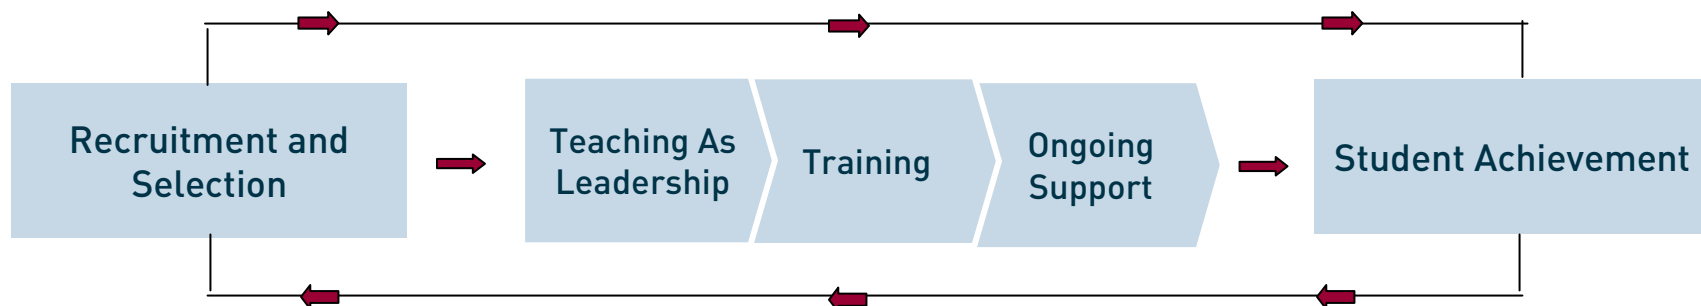 Recruitment and
Selection
Teaching As
Leadership
Training
Ongoing
Support
Student Achievement